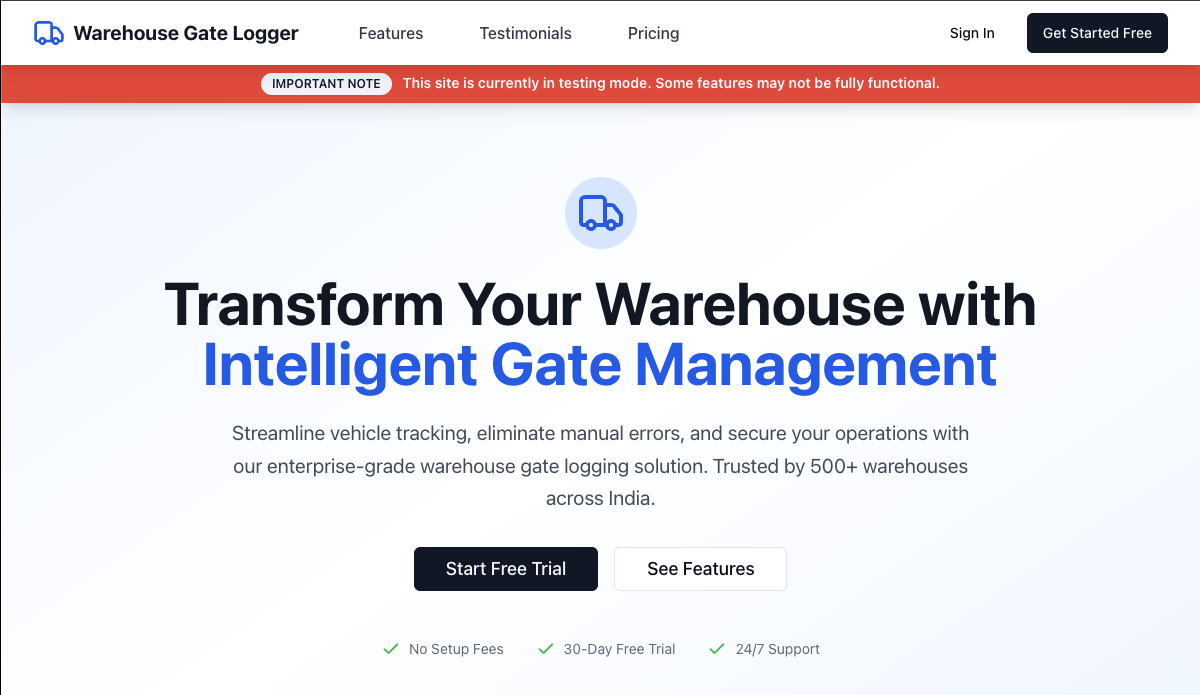 Warehouse Gate Logger
Features
Testimonials
Pricing
Sign In
Get Started Free
IMPORTANT NOTE
This site is currently in testing mode. Some features may not be fully functional.
Transform Your Warehouse with
Intelligent Gate Management
Streamline vehicle tracking, eliminate manual errors, and secure your operations with
our enterprise-grade warehouse gate logging solution. Trusted by 500+ warehouses
across India.
Start Free Trial
See Features
No Setup Fees
30-Day Free Trial
24/7 Support